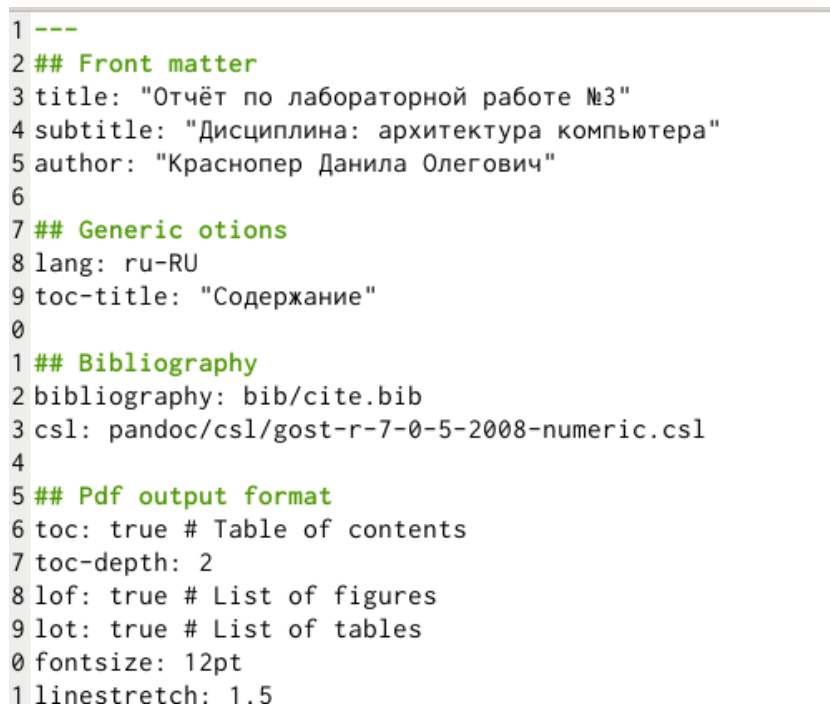 1 ---
2 ## Front matter
3 title: "Отчёт по лабораторной работе №3"
4 subtitle: "Дисциплина: архитектура компьютера"
5 author: "Краснопер Данила Олегович"
6
7 ## Generic otions
8 lang: ru-RU
9 toc-title: "Содержание"
0
1 ## Bibliography
2 bibliography: bib/cite.bib
3 csl: pandoc/csl/gost-r-7-0-5-2008-numeric.csl
4
5 ## Pdf output format
6 toc: true # Table of contents
7 toc-depth: 2
8 lof: true # List of figures
9 lot: true # List of tables
0 fontsize: 12pt
1 linestretch: 1.5